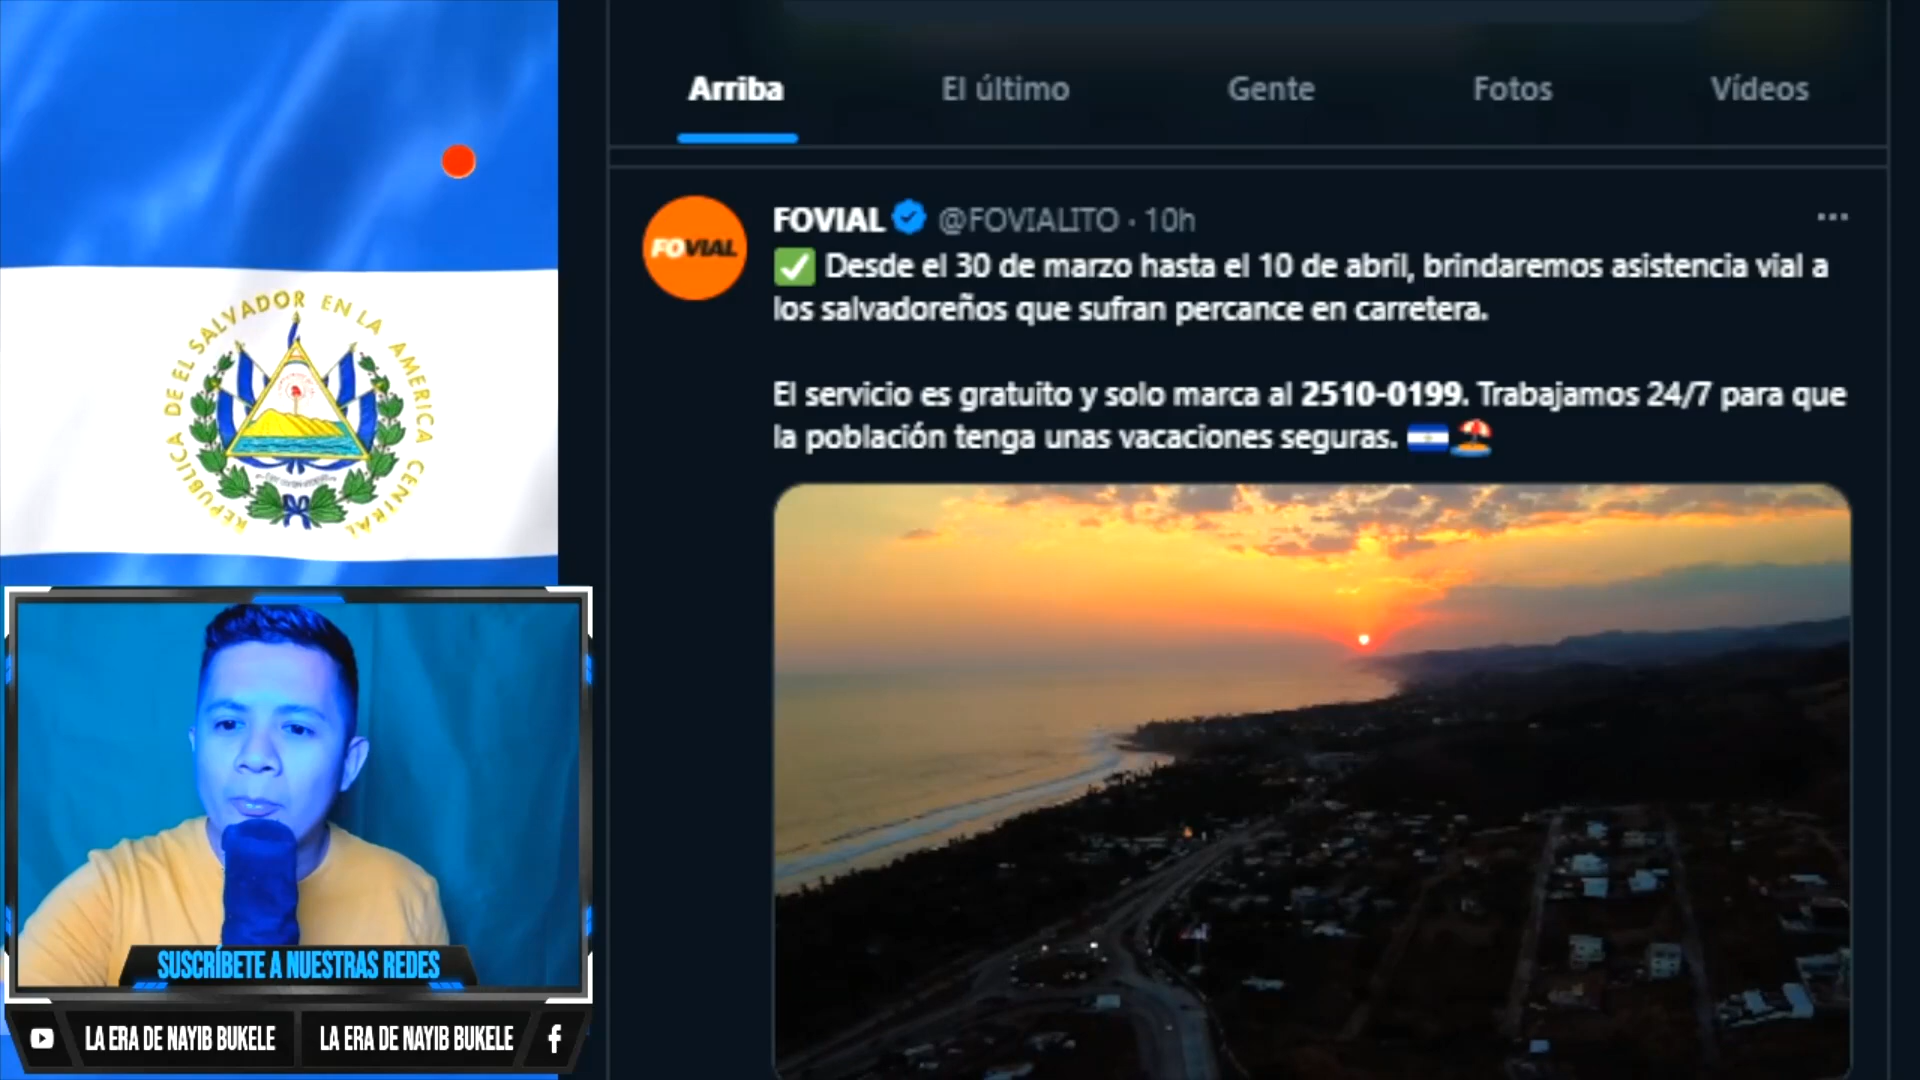 Arriba El último Gente Fotos Vídeos
FOVIAL
FOVIAL @FOVIALITO · 10h
✅ Desde el 30 de marzo hasta el 10 de abril, brindaremos asistencia vial a
los salvadoreños que sufran percance en carretera.
El servicio es gratuito y solo marca al 2510-0199. Trabajamos 24/7 para que
la población tenga unas vacaciones seguras. 🇸🇻🏖️
REPUBLICA DE EL SALVADOR EN LA AMERICA CENTRAL
SUSCRÍBETE A NUESTRAS REDES
LA ERA DE NAYIB BUKELE
LA ERA DE NAYIB BUKELE